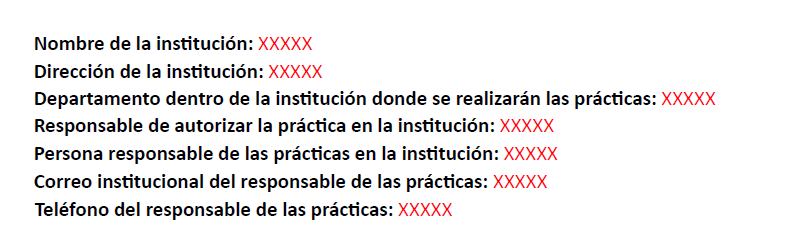 Nombre de la institución: XXXXX
Dirección de la institución: XXXXX
Departamento dentro de la institución donde se realizarán las prácticas: XXXXX
Responsable de autorizar la práctica en la institución: XXXXX
Persona responsable de las prácticas en la institución: XXXXX
Correo institucional del responsable de las prácticas: XXXXX
Teléfono del responsable de las prácticas: XXXXX